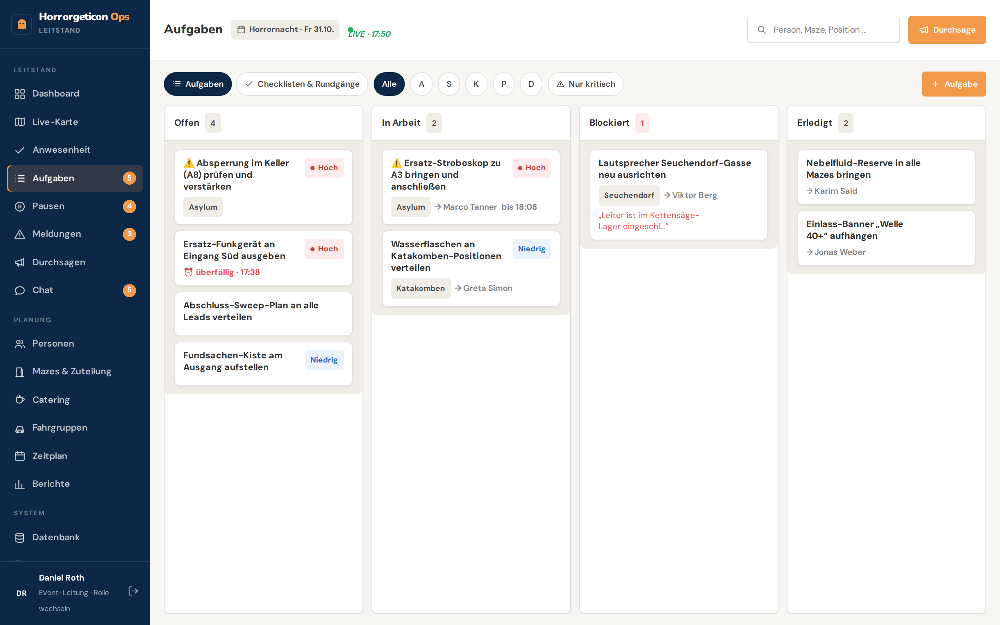 Horrorgeticon Ops
LEITSTAND
LEITSTAND
Dashboard
Live-Karte
Anwesenheit
Aufgaben 5
Pausen 4
Meldungen 3
Durchsagen
Chat 5
PLANUNG
Personen
Mazes & Zuteilung
Catering
Fahrgruppen
Zeitplan
Berichte
SYSTEM
Datenbank
DR
Daniel Roth
Event-Leitung · Rolle
wechseln
Aufgaben
Horrornacht · Fr 31.10.
LIVE · 17:50
Person, Maze, Position ...
Durchsage
Aufgaben
Checklisten & Rundgänge
Alle
A
S
K
P
D
Nur kritisch
+ Aufgabe
Offen 4
⚠️ Absperrung im Keller
(A8) prüfen und
verstärken
Hoch
Asylum
Ersatz-Funkgerät an
Eingang Süd ausgeben
Hoch
⏰ überfällig · 17:38
Abschluss-Sweep-Plan an alle
Leads verteilen
Fundsachen-Kiste am
Ausgang aufstellen
Niedrig
In Arbeit 2
⚠️ Ersatz-Stroboskop zu
A3 bringen und
anschließen
Hoch
Asylum → Marco Tanner bis 18:08
Wasserflaschen an
Katakomben-Positionen
verteilen
Niedrig
Katakomben → Greta Simon
Blockiert 1
Lautsprecher Seuchendorf-Gasse
neu ausrichten
Seuchendorf → Viktor Berg
„Leiter ist im Kettensäge-
Lager eingeschl…“
Erledigt 2
Nebelfluid-Reserve in alle
Mazes bringen
→ Karim Said
Einlass-Banner „Welle
40+“ aufhängen
→ Jonas Weber